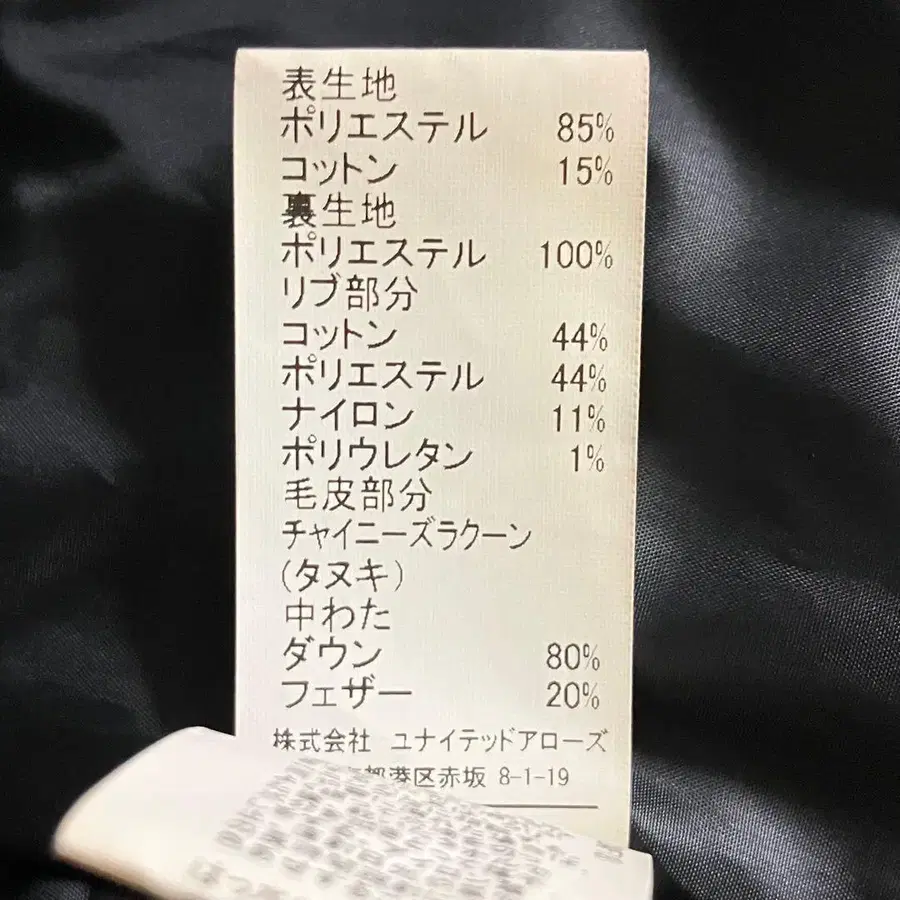 表生地
ポリエステル 85%
コットン 15%
裏生地
ポリエステル 100%
リブ部分
コットン 44%
ポリエステル 44%
ナイロン 11%
ポリウレタン 1%
毛皮部分
チャイニーズラクーン
(タヌキ)
中わた
ダウン 80%
フェザー 20%
株式会社 ユナイテッドアローズ
都港区赤坂 8-1-19